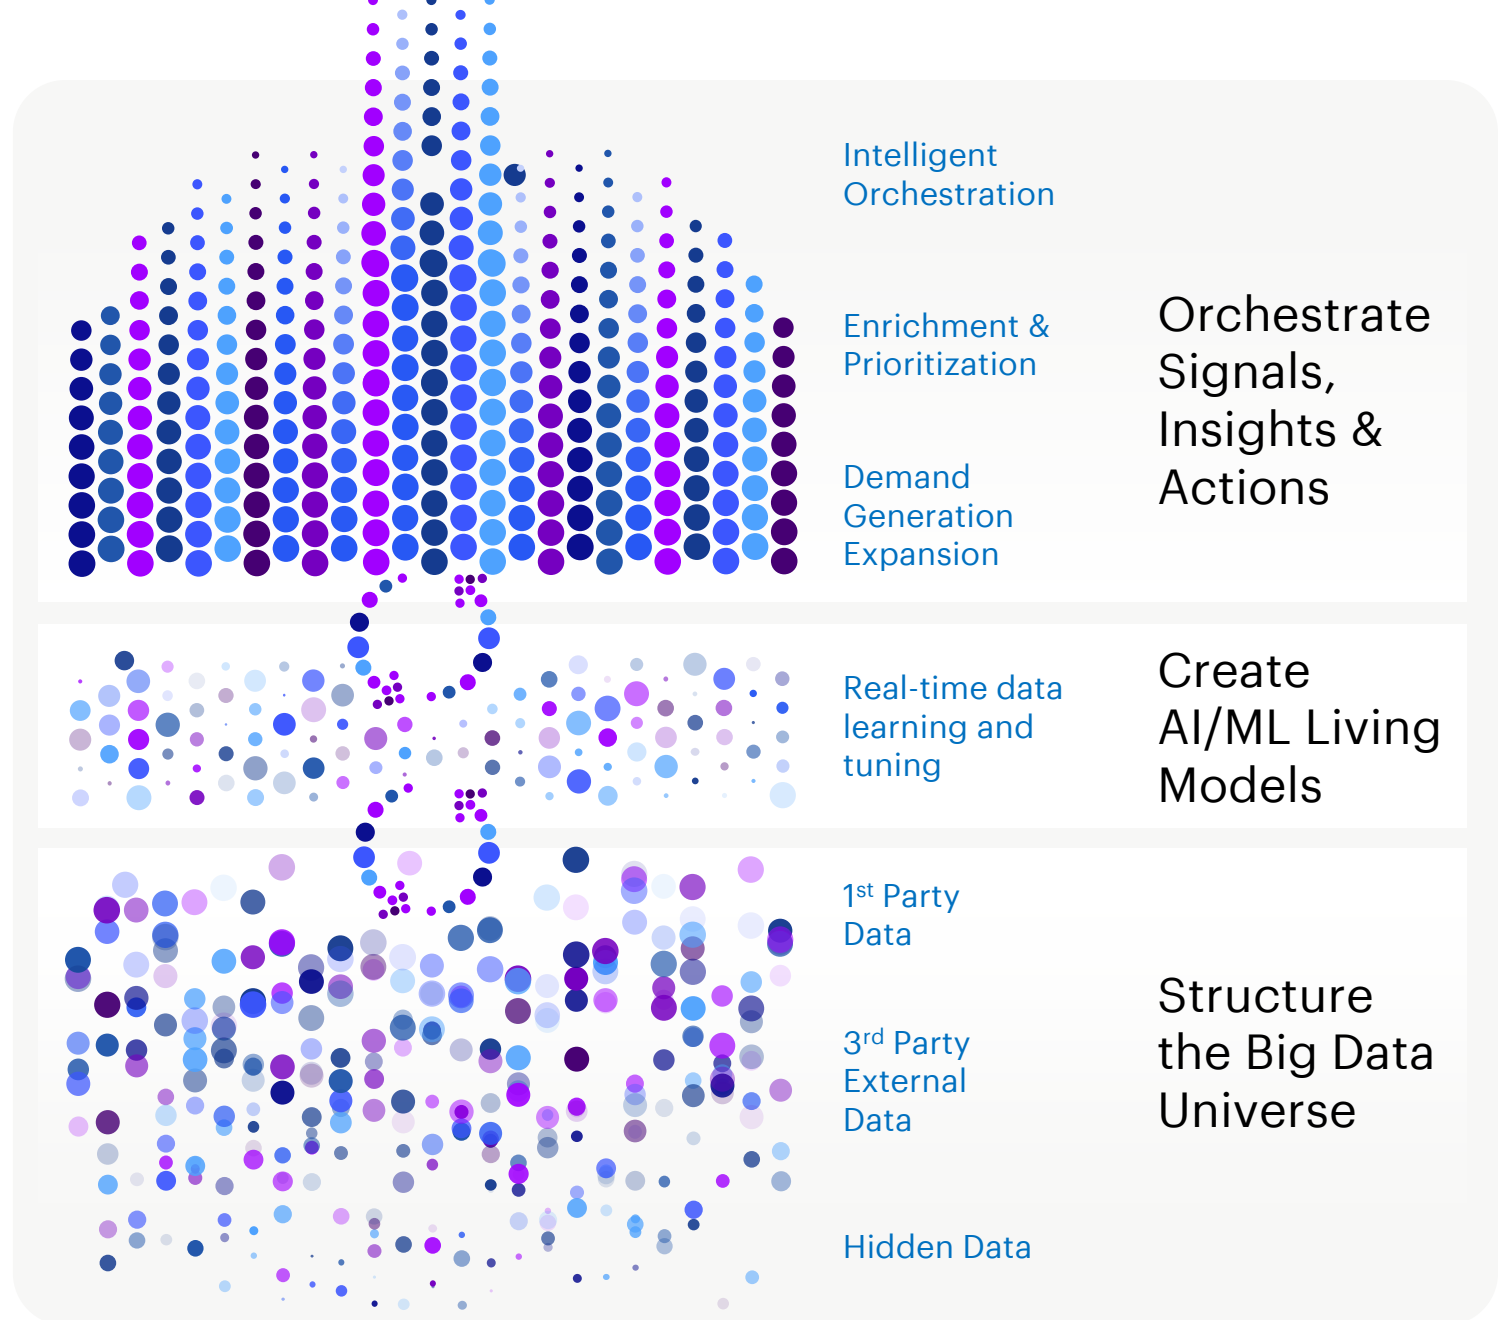 Intelligent
Orchestration
Enrichment &
Prioritization
Demand
Generation
Expansion
Orchestrate
Signals,
Insights &
Actions
Real-time data
learning and
tuning
Create
AI/ML Living
Models
1st Party
Data
3rd Party
External
Data
Hidden Data
Structure
the Big Data
Universe